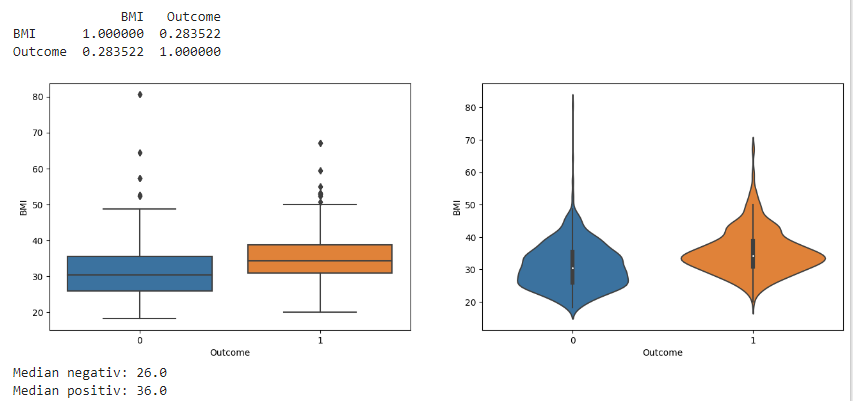 BMI Outcome
BMI 1.000000 0.283522
Outcome 0.283522 1.000000
80
70
60
50
40
30
20
BMI
0 1
Outcome
80
70
60
50
40
30
20
BMI
0 1
Outcome
Median negativ: 26.0
Median positiv: 36.0